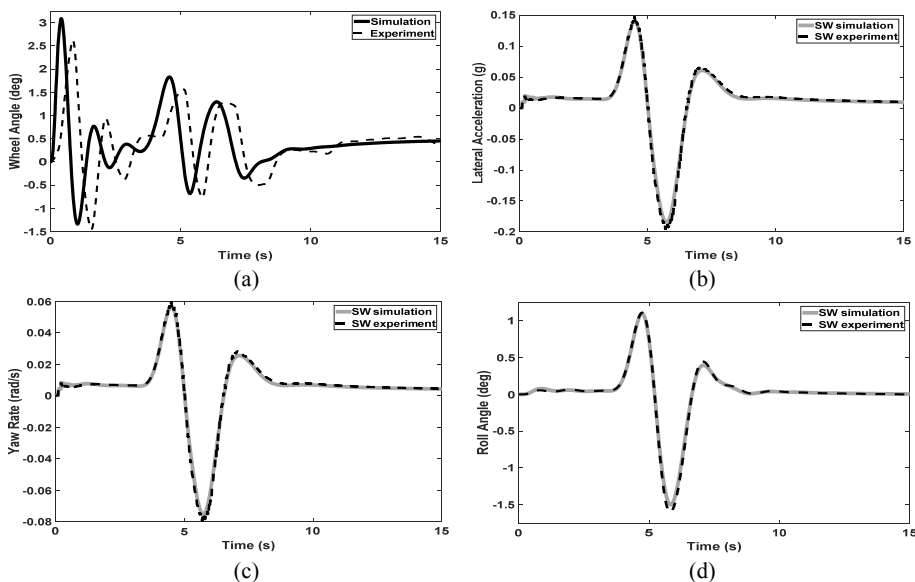 Simulation
Experiment
3
2.5
2
1.5
1
0.5
0
-0.5
-1
-1.5
Wheel Angle (deg)
0 5 10 15
Time (s)
(a)
SW simulation
SW experiment
0.15
0.1
0.05
0
-0.05
-0.1
-0.15
-0.2
Lateral Acceleration (g)
0 5 10 15
Time (s)
(b)
SW simulation
SW experiment
0.06
0.04
0.02
0
-0.02
-0.04
-0.06
-0.08
Yaw Rate (rad/s)
0 5 10 15
Time (s)
(c)
SW simulation
SW experiment
1
0.5
0
-0.5
-1
-1.5
Roll Angle (deg)
0 5 10 15
Time (s)
(d)